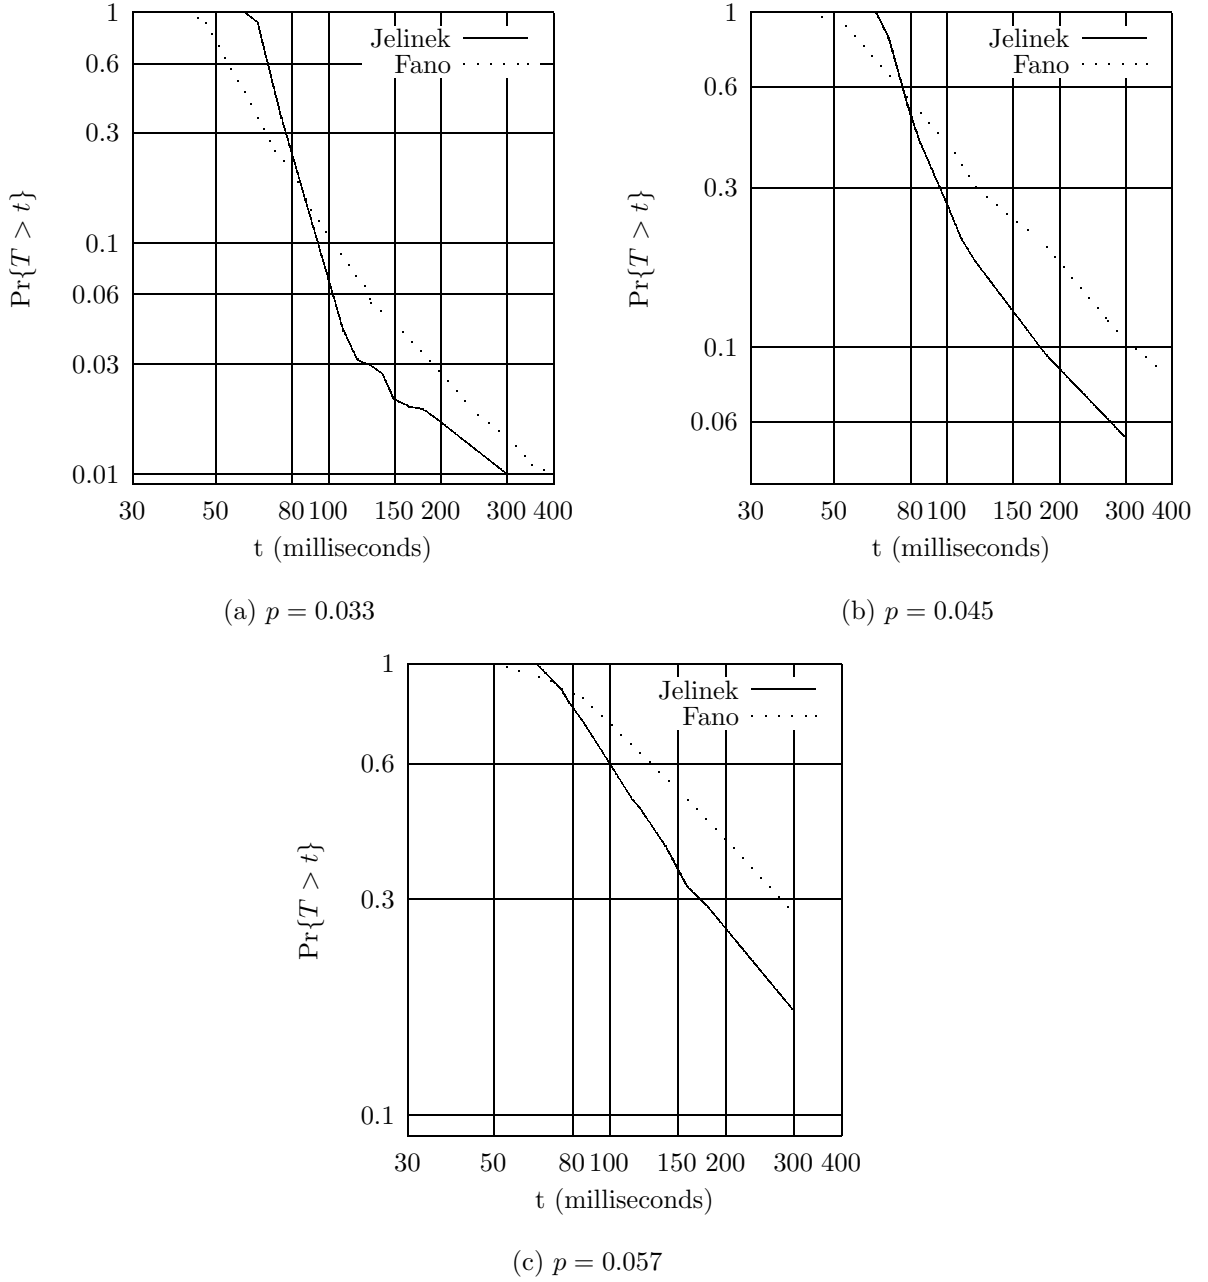 1
0.6
0.3
0.1
0.06
0.03
0.01
Pr{T > t}
Jelinek
Fano
30 50 80 100 150 200 300 400
t (milliseconds)
(a) p = 0.033
1
0.6
0.3
0.1
0.06
Pr{T > t}
Jelinek
Fano
30 50 80 100 150 200 300 400
t (milliseconds)
(b) p = 0.045
1
0.6
0.3
0.1
Pr{T > t}
Jelinek
Fano
30 50 80 100 150 200 300 400
t (milliseconds)
(c) p = 0.057